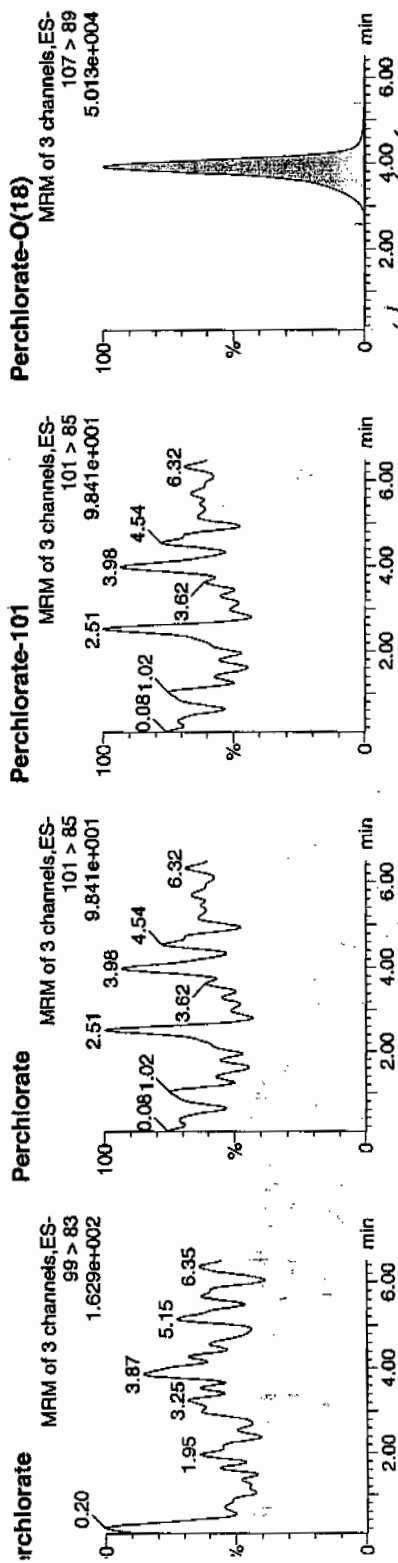 rchlorate
MRM of 3 channels,ES-
99 > 83
1.629e+002
0.20
1.95
3.25
3.87
5.15
6.35
0
%
0
2.00
4.00
6.00
min
Perchlorate
MRM of 3 channels,ES-
101 > 85
9.841e+001
100
0.08
1.02
2.51
3.62
3.98
4.54
6.32
%
0
2.00
4.00
6.00
min
Perchlorate-101
MRM of 3 channels,ES-
101 > 85
9.841e+001
100
0.08
1.02
2.51
3.62
3.98
4.54
6.32
%
0
2.00
4.00
6.00
min
Perchlorate-O(18)
MRM of 3 channels,ES-
107 > 89
5.013e+004
100
%
0
2.00
4.00
6.00
min